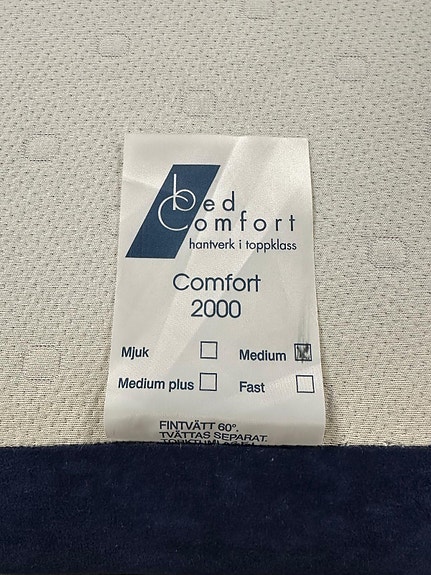 bed
Comfort
hantverk i toppklass
Comfort
2000
Mjuk Medium
Medium plus Fast
FINTVÄTT 60°.
TVÄTTAS SEPARAT.